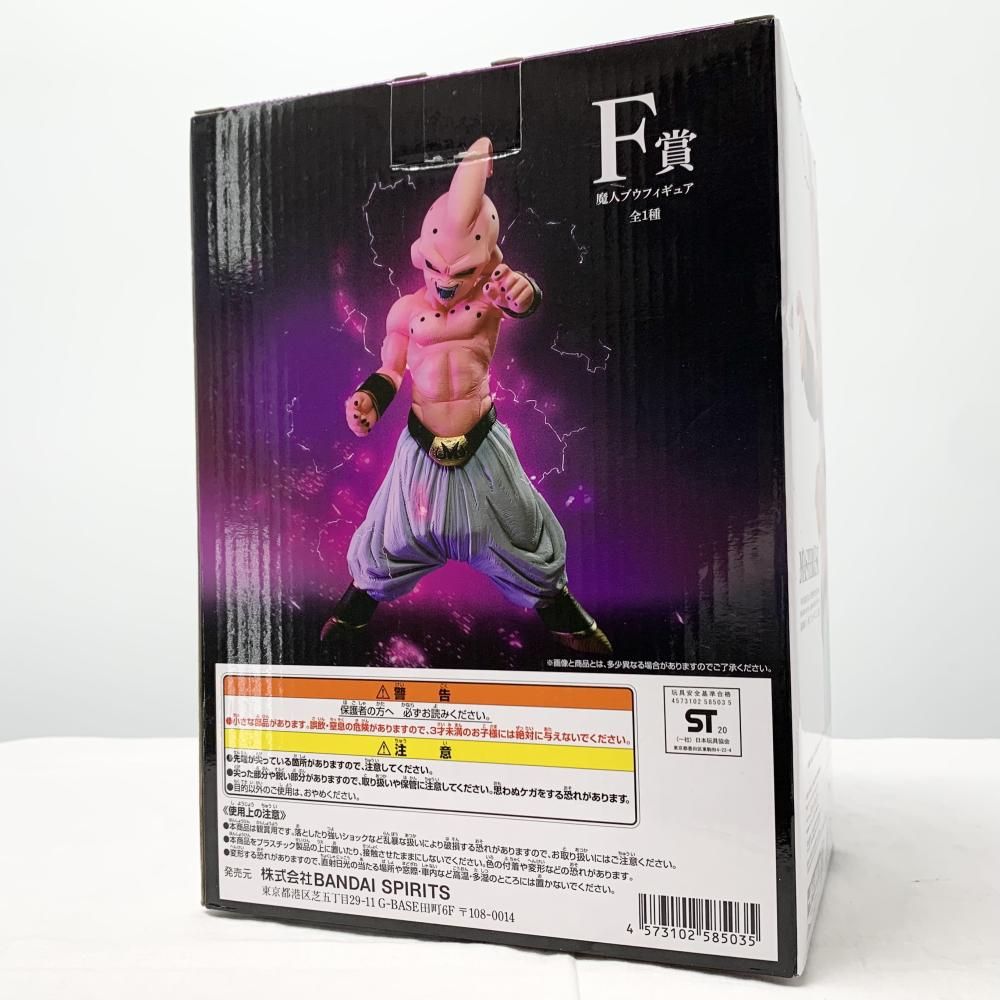 F賞
魔人ブウフィギュア
全1種
※画像と商品とは、多少異なる場合がありますのでご了承ください。
⚠警告
保護者の方へ 必ずお読みください。
●小さな部品があります。誤飲・窒息の危険がありますので、3才未満のお子様には絶対に与えないでください。
⚠注意
●先端が尖っている箇所がありますので、注意してください。
●尖った部分や鋭い部分がありますので、取り扱いや保管に注意してください。思わぬケガをする恐れがあります。
●目的以外のご使用は、おやめください。
玩具安全基準合格
4573102 58503 5
ST 20
(一社)日本玩具協会
東京都墨田区東駒形4-22-4
《使用上の注意》
●本商品は観賞用です。落としたり強いショックなど乱暴な扱いにより破損する恐れがありますので、お取り扱いにはご注意ください。
●本商品をプラスチック製品の上に置いたり、接触させたままにしないでください。色の付着や変形などの恐れがあります。
●変形する恐れがありますので、直射日光の当たる場所や窓際・車内など高温・多湿のところには置かないでください。
発売元 株式会社BANDAI SPIRITS
東京都港区芝五丁目29-11 G-BASE田町6F 〒108-0014
4 573102 585035